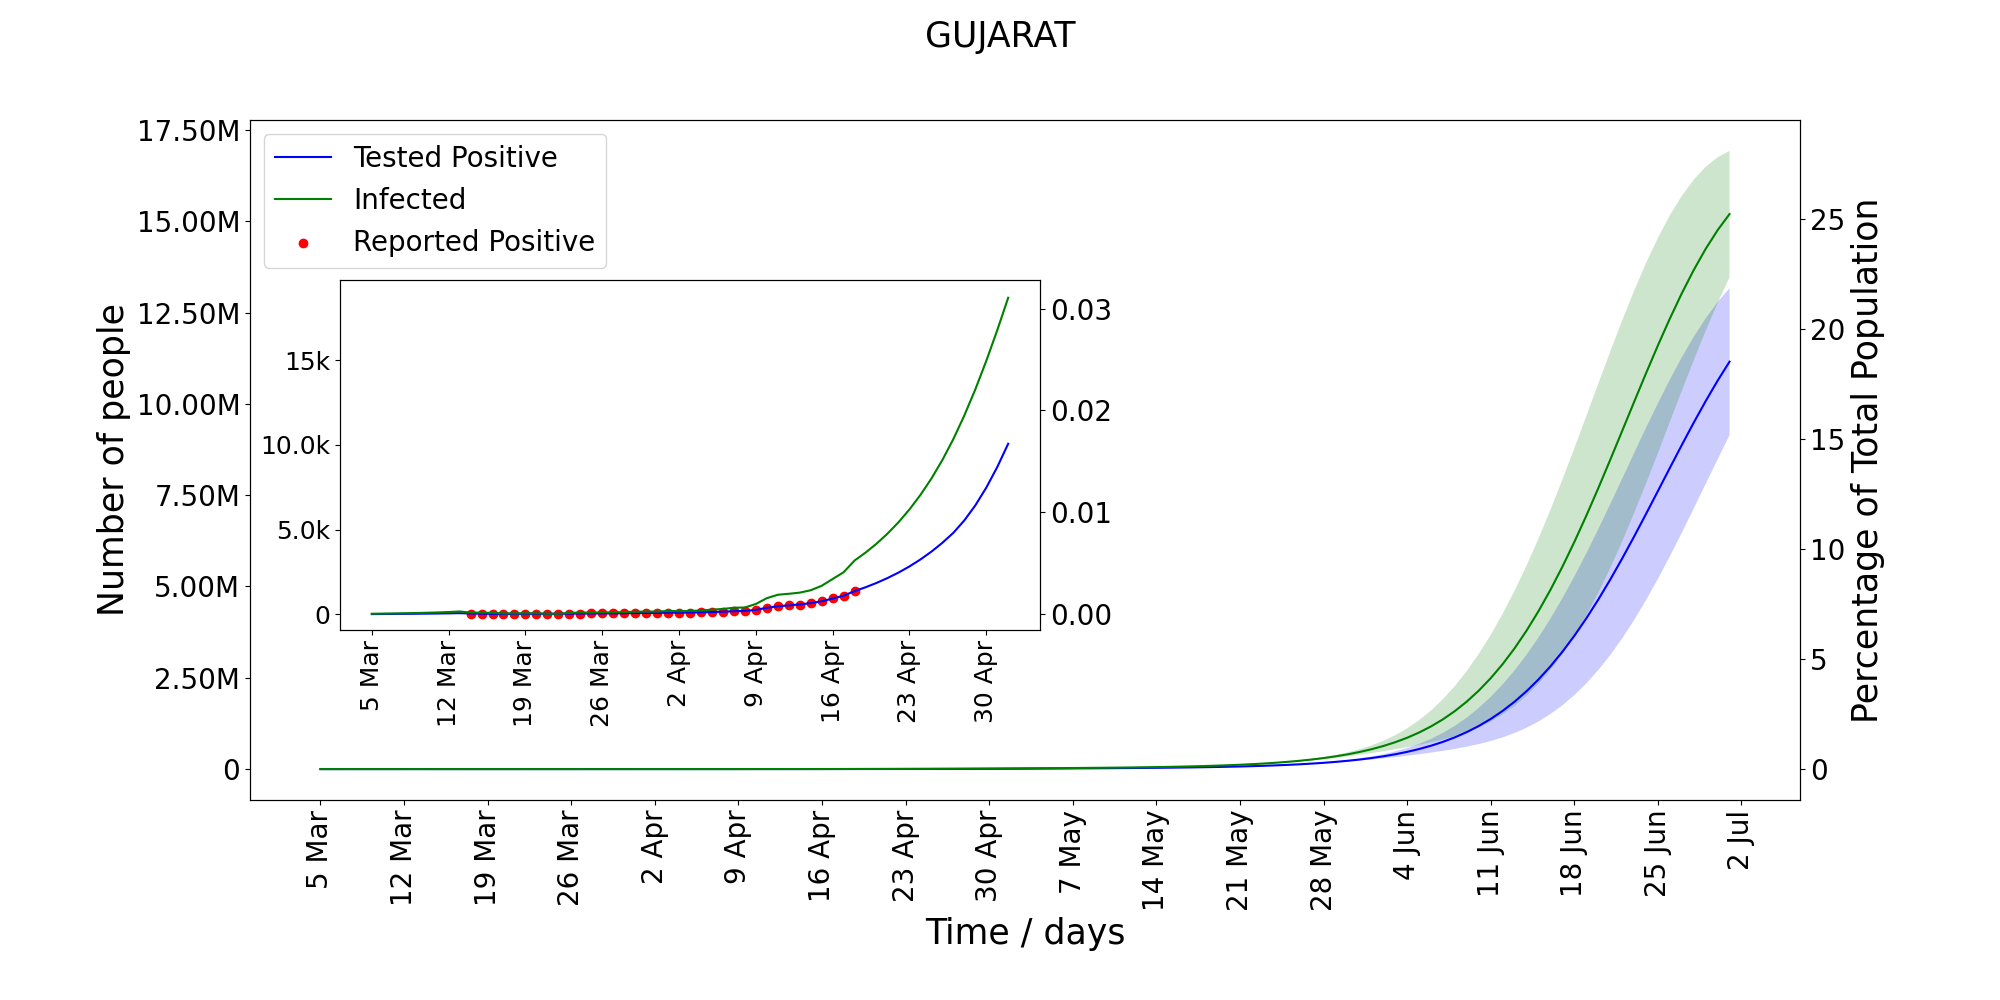 GUJARAT
Number of people
17.50M
15.00M
12.50M
10.00M
7.50M
5.00M
2.50M
0
Tested Positive
Infected
Reported Positive
15k
10.0k
5.0k
0
0.03
0.02
0.01
0.00
5 Mar
12 Mar
19 Mar
26 Mar
2 Apr
9 Apr
16 Apr
23 Apr
30 Apr
25
20
15
10
5
0
Percentage of Total Population
5 Mar
12 Mar
19 Mar
26 Mar
2 Apr
9 Apr
16 Apr
23 Apr
30 Apr
7 May
14 May
21 May
28 May
4 Jun
11 Jun
18 Jun
25 Jun
2 Jul
Time / days